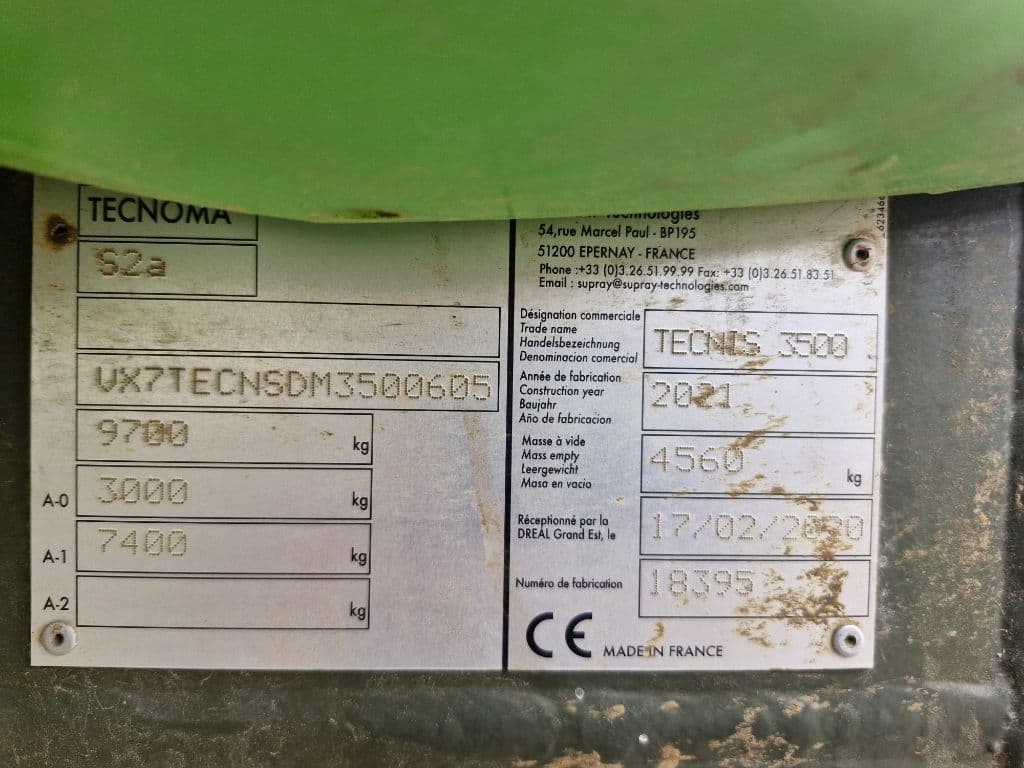 TECNOMA
S2a
VX7TECNSDM3500605
9700 kg
A-0 3000 kg
A-1 7400 kg
A-2 kg
Technologies
54,rue Marcel Paul - BP195
51200 EPERNAY - FRANCE
Phone :+33 (0)3.26.51.99.99 Fax: +33 (0)3.26.51.83.51
Email : supray@supray-technologies.com
Désignation commerciale
Trade name
Handelsbezeichnung
Denominacion comercial
TECNIS 3500
Année de fabrication
Construction year
Baujahr
Año de fabricacion
2021
Masse à vide
Mass empty
Leergewicht
Masa en vacio
4560 kg
Réceptionné par la
DREAL Grand Est, le
17/02/2020
Numéro de fabrication
18395
CE MADE IN FRANCE